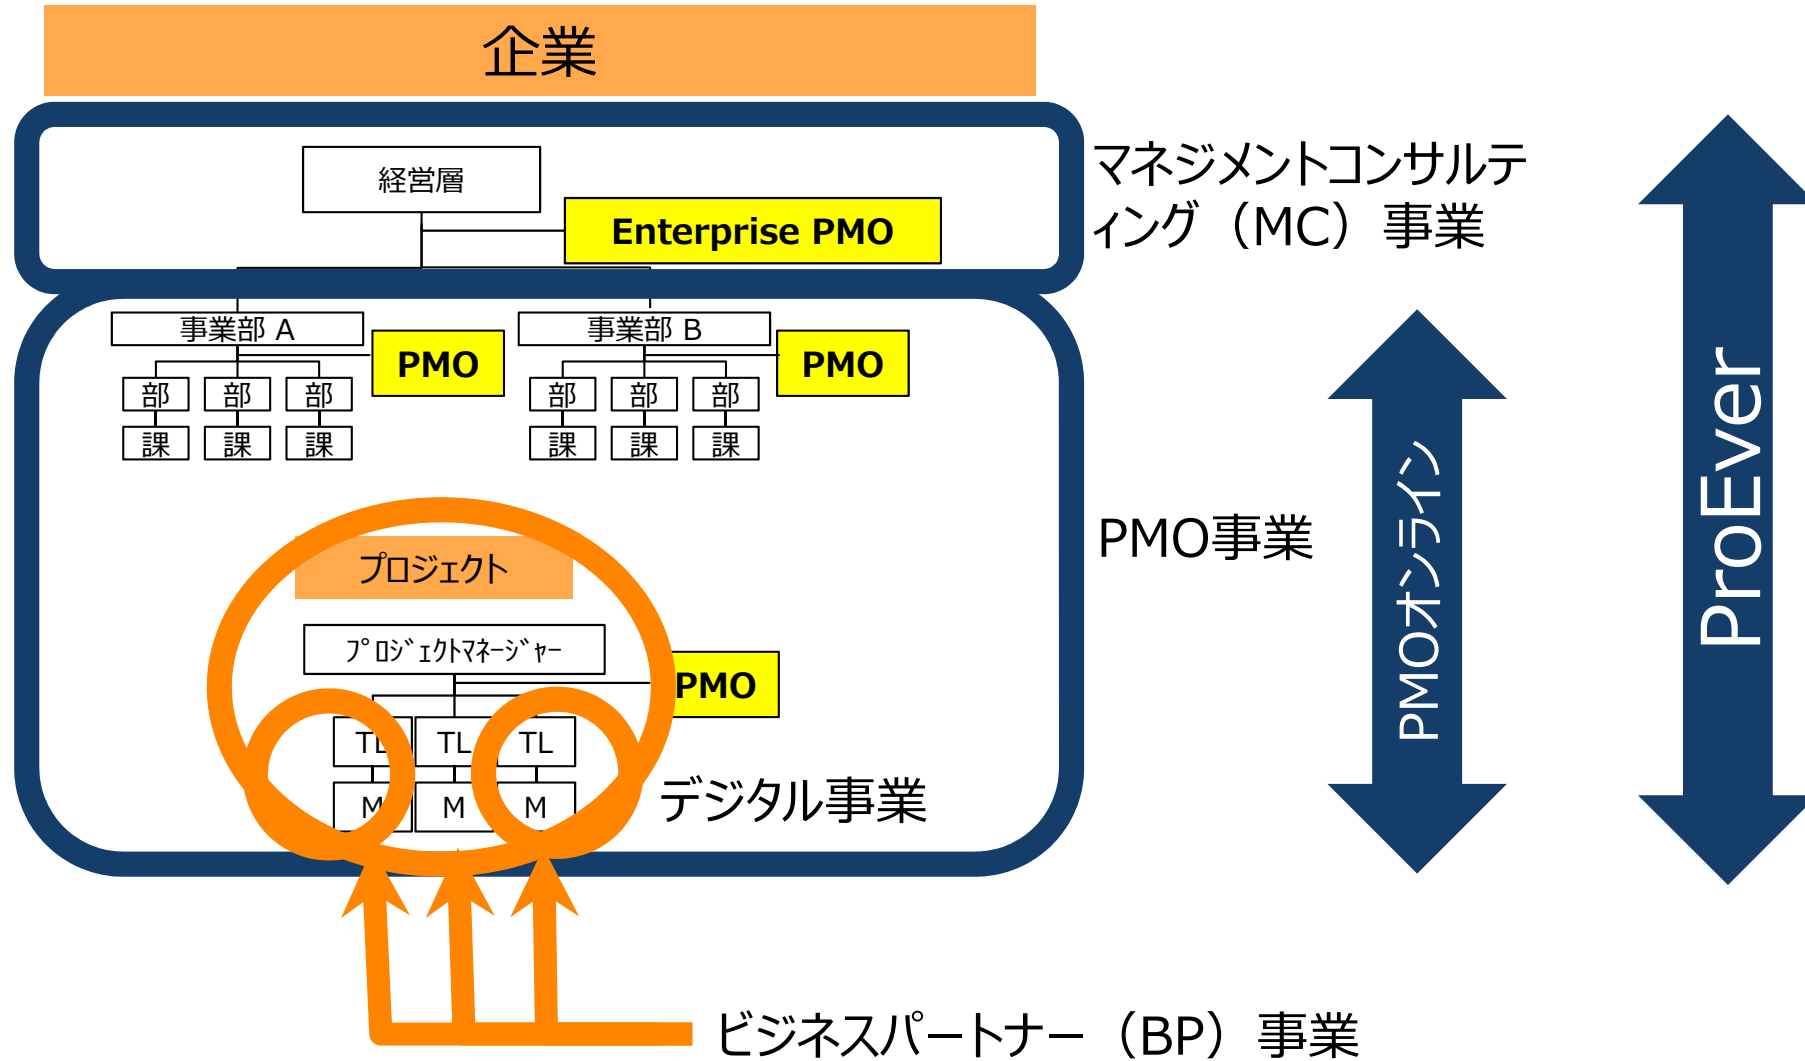 企業
経営層
Enterprise PMO
マネジメントコンサルテ
ィング（MC）事業
事業部 A
PMO
事業部 B
PMO
部 部 部
部 部 部
課 課 課
課 課 課
プロジェクト
ﾌﾟﾛｼﾞｪｸﾄﾏﾈｰｼﾞｬｰ
PMO
TL TL TL
M M M
デジタル事業
PMO事業
PMOオンライン
ProEver
ビジネスパートナー（BP）事業